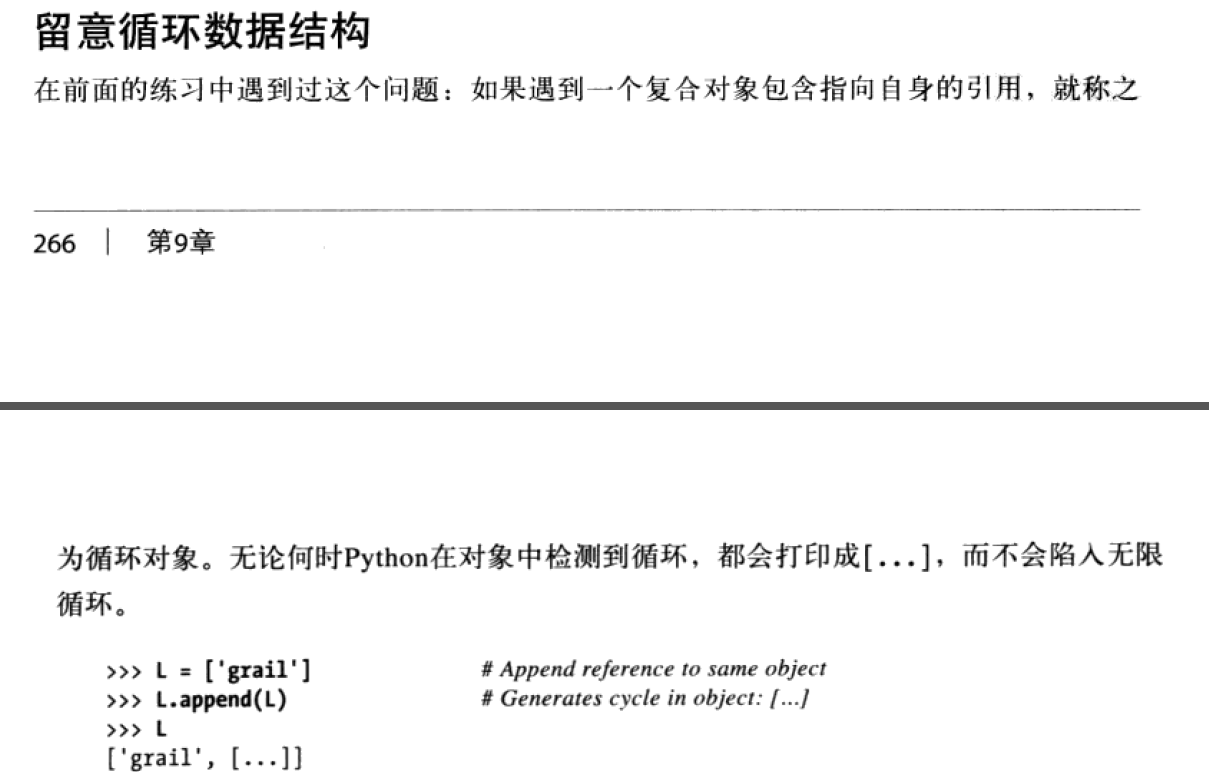 留意循环数据结构
在前面的练习中遇到过这个问题：如果遇到一个复合对象包含指向自身的引用，就称之
266 | 第9章
为循环对象。无论何时Python在对象中检测到循环，都会打印成[...]，而不会陷入无限
循环。
>>> L = ['grail'] # Append reference to same object
>>> L.append(L) # Generates cycle in object: [...]
>>> L
['grail', [...]]